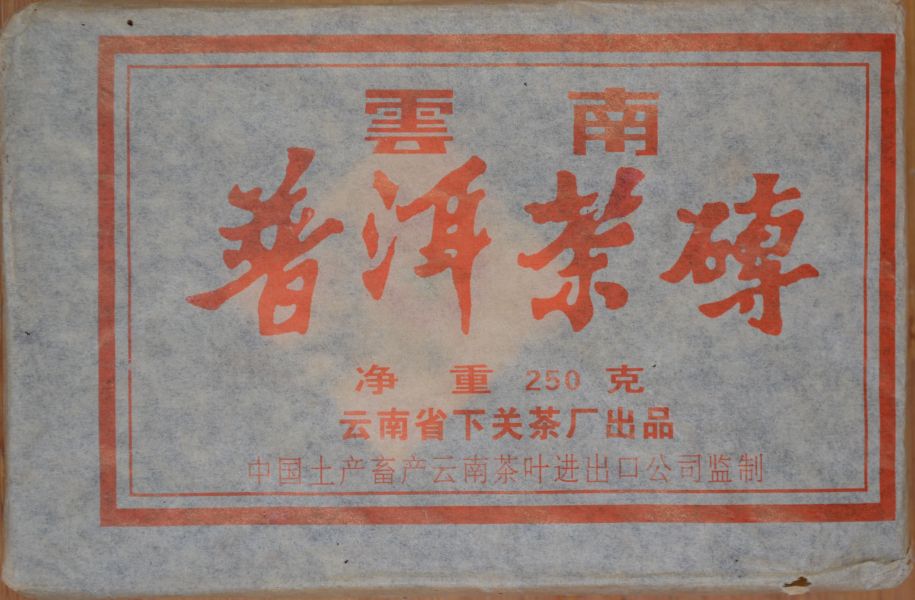 雲南
普洱茶磚
净重250克
云南省下关茶厂出品
中国土产畜产云南茶叶进出口公司监制